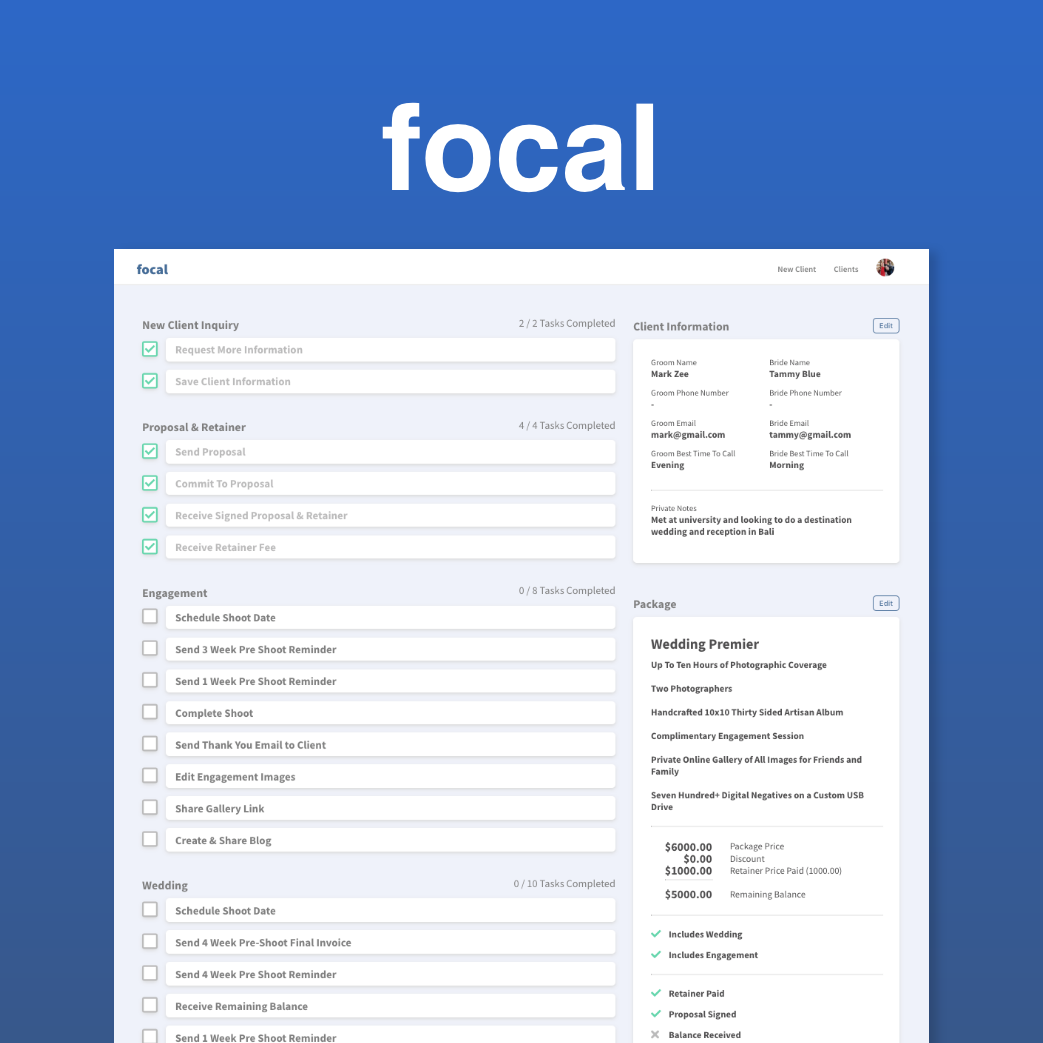 focal
focal
New Client
Clients
New Client Inquiry
2 / 2 Tasks Completed
Request More Information
Save Client Information
Proposal & Retainer
4 / 4 Tasks Completed
Send Proposal
Commit To Proposal
Receive Signed Proposal & Retainer
Receive Retainer Fee
Engagement
0 / 8 Tasks Completed
Schedule Shoot Date
Send 3 Week Pre Shoot Reminder
Send 1 Week Pre Shoot Reminder
Complete Shoot
Send Thank You Email to Client
Edit Engagement Images
Share Gallery Link
Create & Share Blog
Wedding
0 / 10 Tasks Completed
Schedule Shoot Date
Send 4 Week Pre-Shoot Final Invoice
Send 4 Week Pre Shoot Reminder
Receive Remaining Balance
Send 1 Week Pre Shoot Reminder
Client Information
Edit
Groom Name
Mark Zee
Bride Name
Tammy Blue
Groom Phone Number
-
Bride Phone Number
-
Groom Email
mark@gmail.com
Bride Email
tammy@gmail.com
Groom Best Time To Call
Evening
Bride Best Time To Call
Morning
Private Notes
Met at university and looking to do a destination
wedding and reception in Bali
Package
Edit
Wedding Premier
Up To Ten Hours of Photographic Coverage
Two Photographers
Handcrafted 10x10 Thirty Sided Artisan Album
Complimentary Engagement Session
Private Online Gallery of All Images for Friends and
Family
Seven Hundred+ Digital Negatives on a Custom USB
Drive
$6000.00 Package Price
$0.00 Discount
$1000.00 Retainer Price Paid (1000.00)
$5000.00 Remaining Balance
Includes Wedding
Includes Engagement
Retainer Paid
Proposal Signed
Balance Received